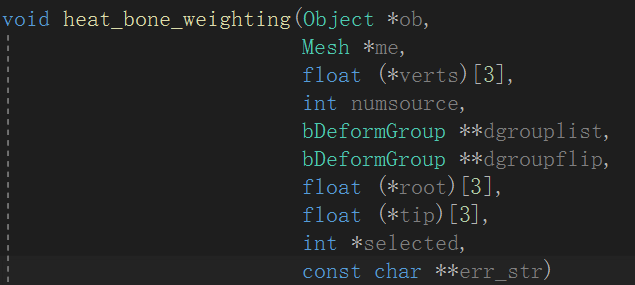 void heat_bone_weighting(Object *ob,
Mesh *me,
float (*verts)[3],
int numsource,
bDeformGroup **dgrouplist,
bDeformGroup **dgroupflip,
float (*root)[3],
float (*tip)[3],
int *selected,
const char **err_str)